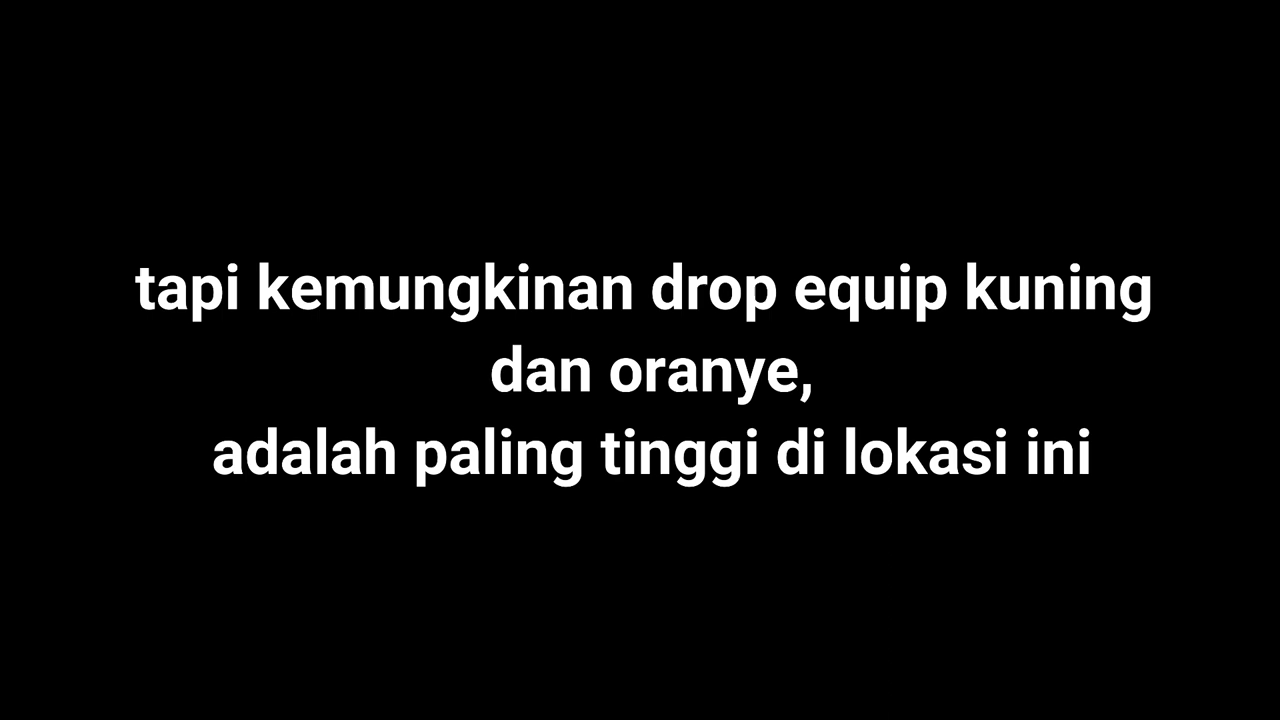 tapi kemungkinan drop equip kuning
dan oranye,
adalah paling tinggi di lokasi ini